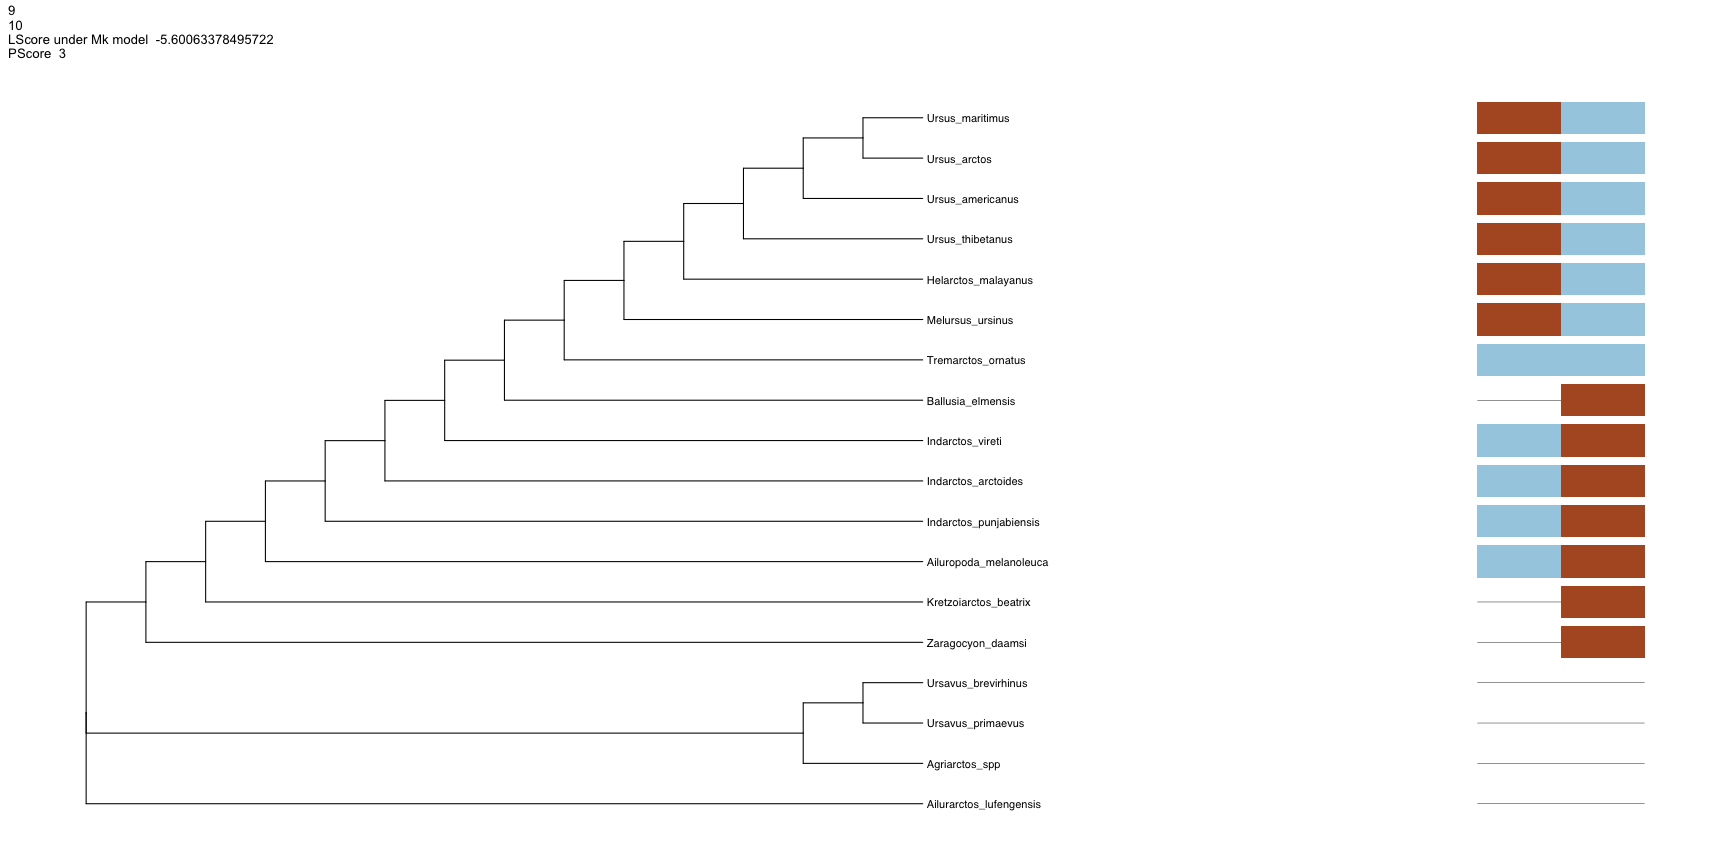 9
10
LScore under Mk model -5.60063378495722
PScore 3
Ursus_maritimus
Ursus_arctos
Ursus_americanus
Ursus_thibetanus
Helarctos_malayanus
Melursus_ursinus
Tremarctos_ornatus
Ballusia_elmensis
Indarctos_vireti
Indarctos_arctoides
Indarctos_punjabiensis
Ailuropoda_melanoleuca
Kretzoiarctos_beatrix
Zaragocyon_daamsi
Ursavus_brevirhinus
Ursavus_primaevus
Agriarctos_spp
Ailurarctos_lufengensis